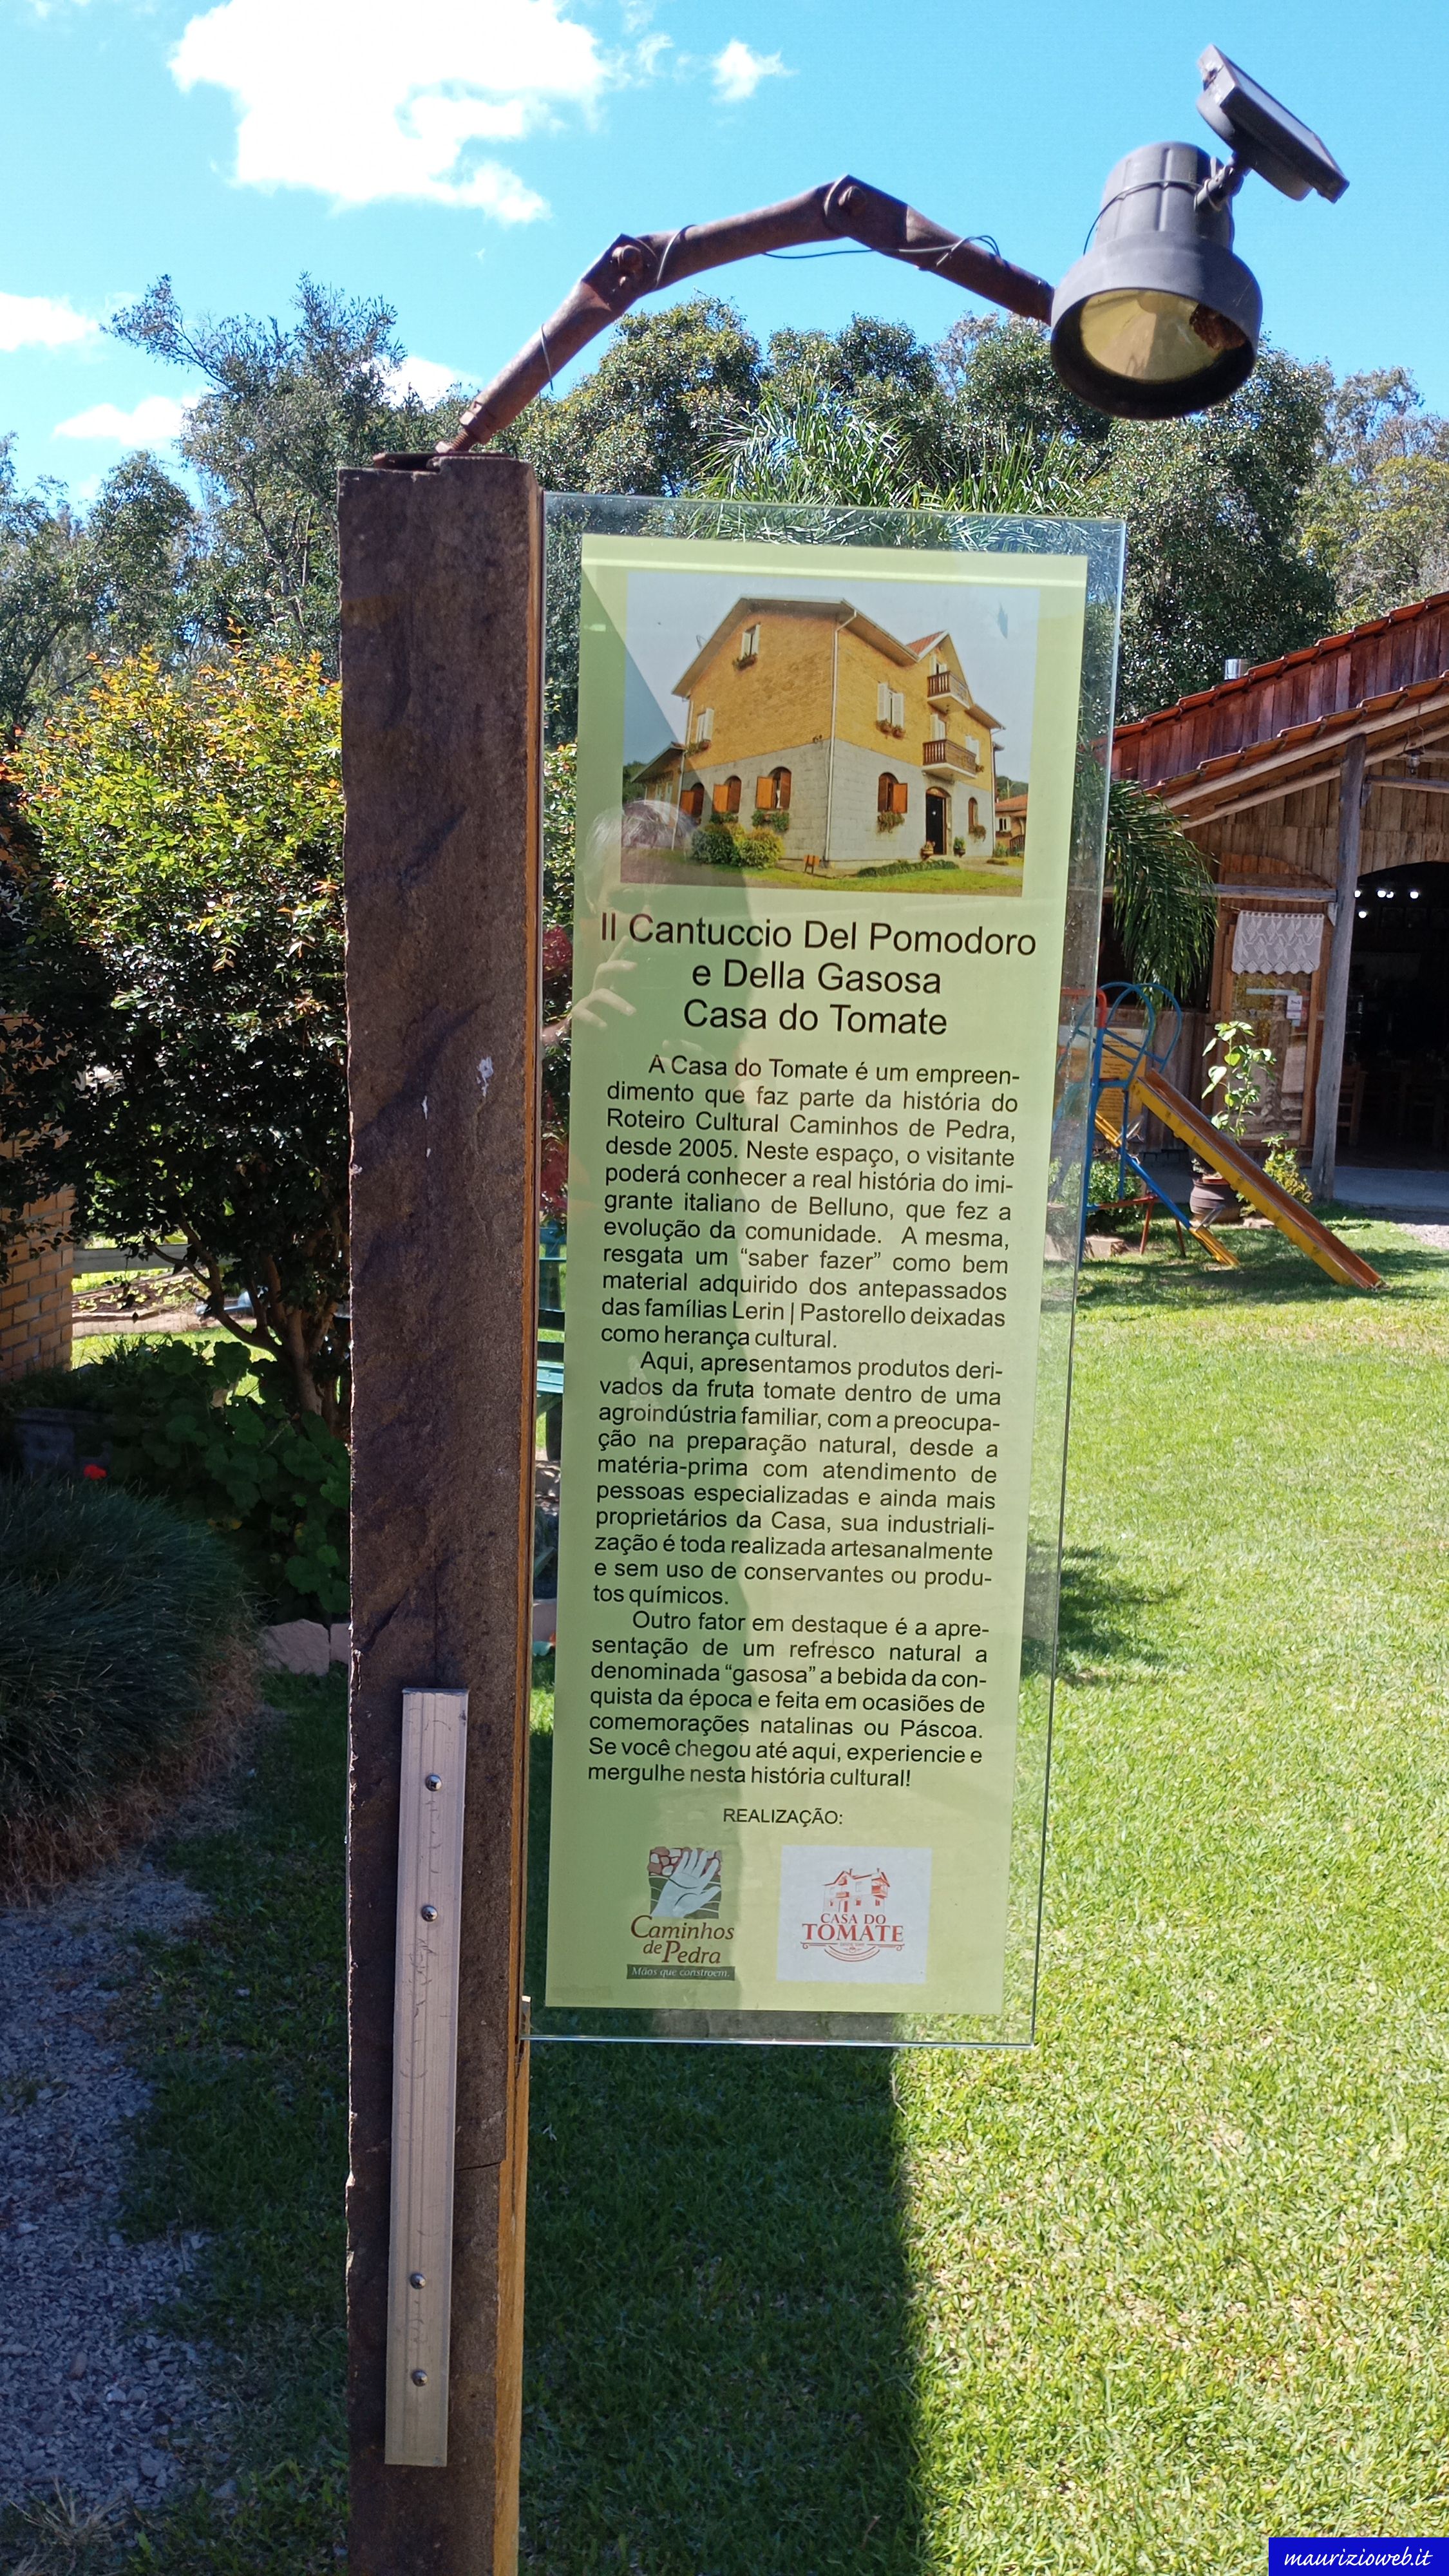 Il Cantuccio Del Pomodoro
e Della Gasosa
Casa do Tomate
A Casa do Tomate é um empreen-
dimento que faz parte da história do
Roteiro Cultural Caminhos de Pedra,
desde 2005. Neste espaço, o visitante
poderá conhecer a real história do imi-
grante italiano de Belluno, que fez a
evolução da comunidade. A mesma,
resgata um “saber fazer” como bem
material adquirido dos antepassados
das famílias Lerin | Pastorello deixadas
como herança cultural.
Aqui, apresentamos produtos deri-
vados da fruta tomate dentro de uma
agroindústria familiar, com a preocupa-
ção na preparação natural, desde a
matéria-prima com atendimento de
pessoas especializadas e ainda mais
proprietários da Casa, sua industriali-
zação é toda realizada artesanalmente
e sem uso de conservantes ou produ-
tos químicos.
Outro fator em destaque é a apre-
sentação de um refresco natural a
denominada “gasosa” a bebida da con-
quista da época e feita em ocasiões de
comemorações natalinas ou Páscoa.
Se você chegou até aqui, experiencie e
mergulhe nesta história cultural!
REALIZAÇÃO:
Caminhos
de Pedra
Mãos que constroem.
CASA DO
TOMATE
maurizioweb.it